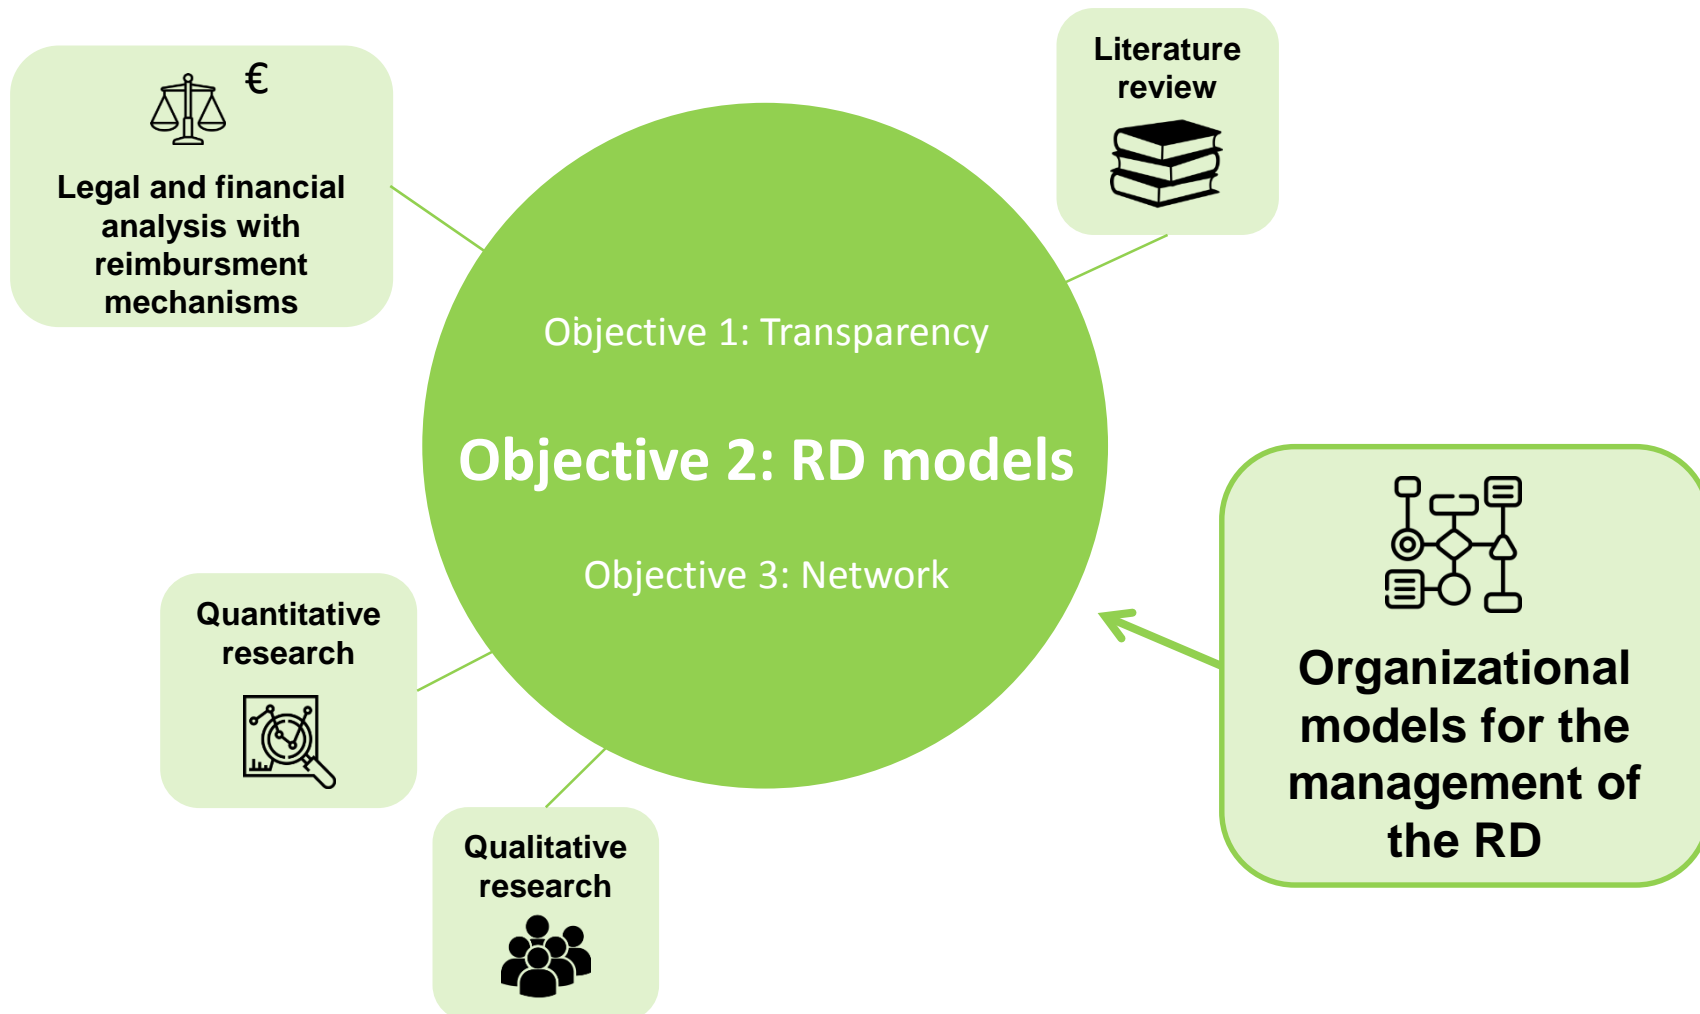 €
Legal and financial
analysis with
reimbursment
mechanisms
Literature
review
Objective 1: Transparency
Objective 2: RD models
Objective 3: Network
Quantitative
research
Qualitative
research
Organizational
models for the
management of
the RD